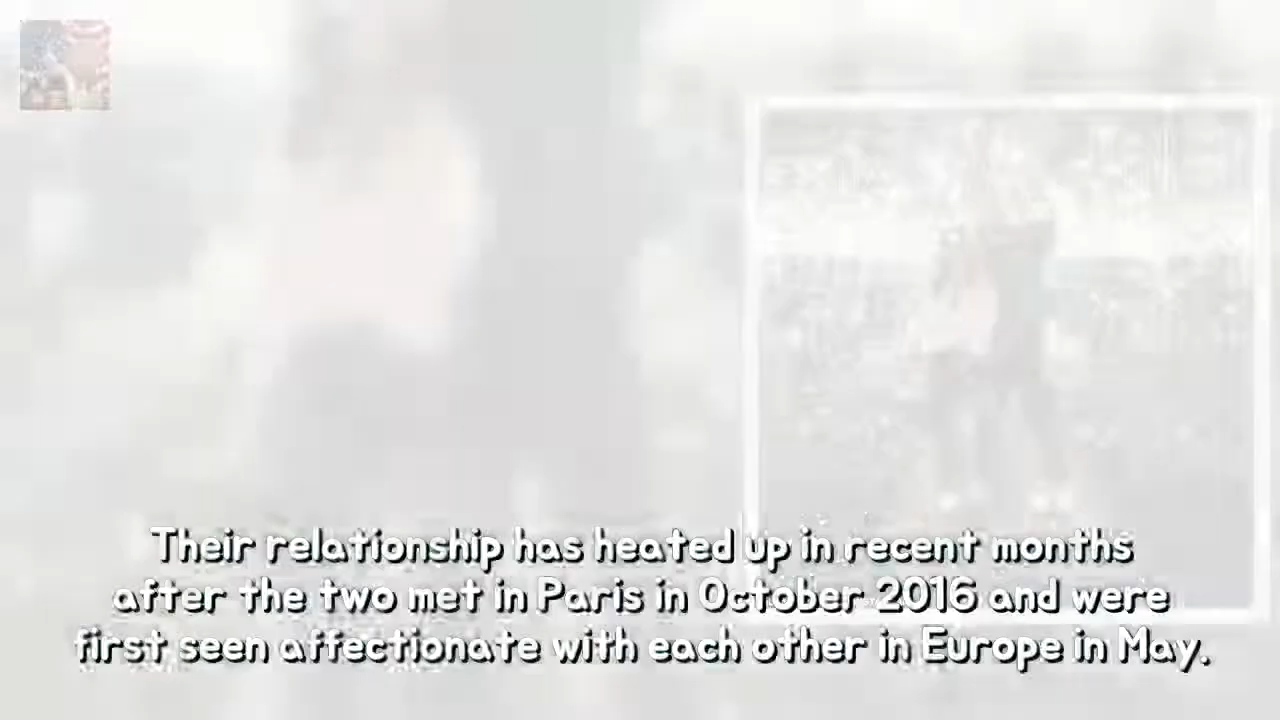 Their relationship has heated up in recent months
after the two met in Paris in October 2016 and were
first seen affectionate with each other in Europe in May.